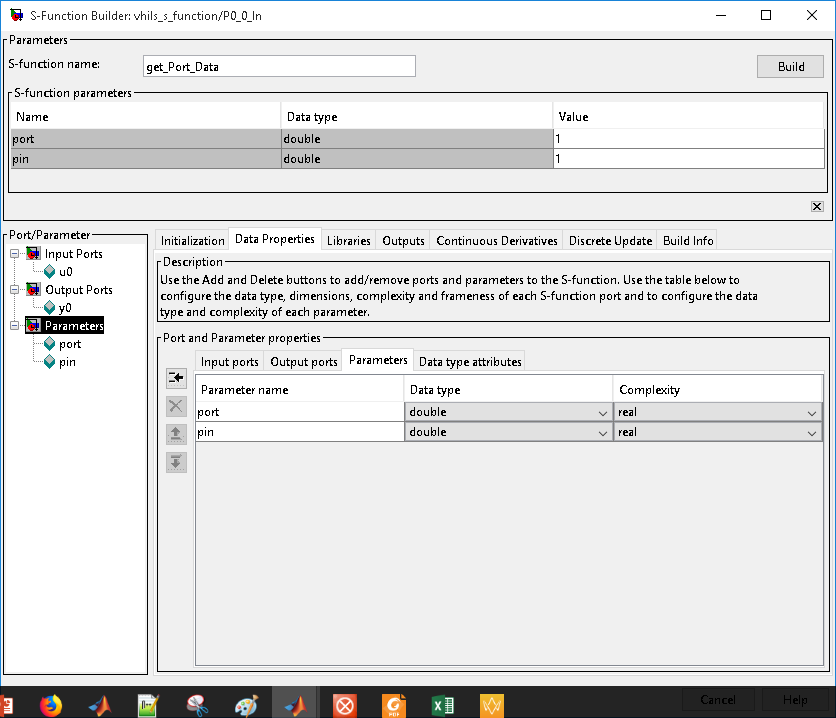 S-Function Builder: vhils_s_function/P0_0_In
Parameters
S-function name: get_Port_Data Build
S-function parameters
Name Data type Value
port double 1
pin double 1
Port/Parameter
Input Ports
u0
Output Ports
y0
Parameters
port
pin
Initialization Data Properties Libraries Outputs Continuous Derivatives Discrete Update Build Info
Description
Use the Add and Delete buttons to add/remove ports and parameters to the S-function. Use the table below to
configure the data type, dimensions, complexity and frameness of each S-function port and to configure the data
type and complexity of each parameter.
Port and Parameter properties
Input ports Output ports Parameters Data type attributes
Parameter name Data type Complexity
port double real
pin double real
Cancel Help